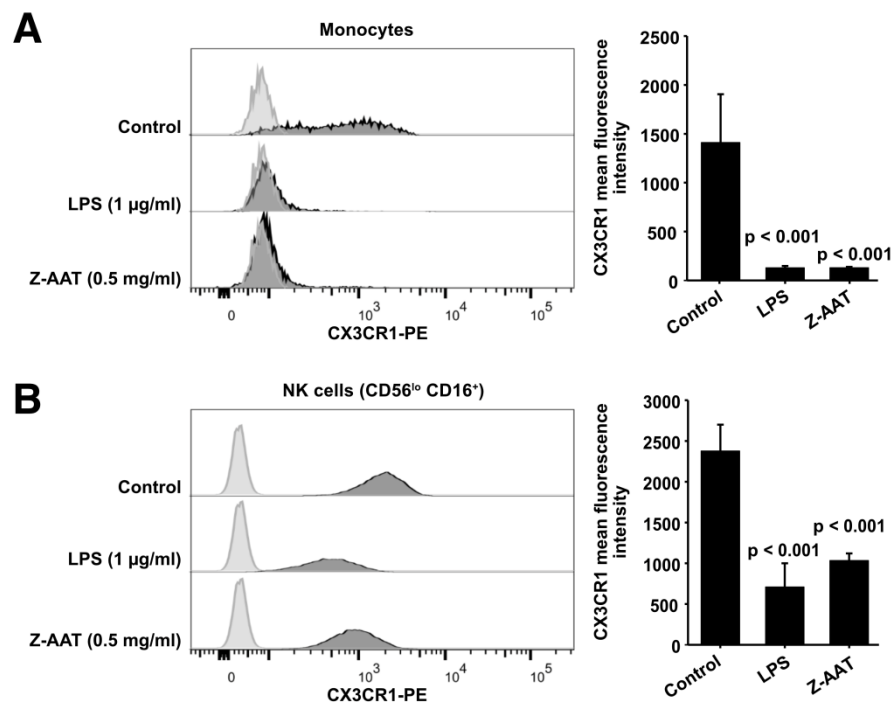 A
Monocytes
Control
LPS (1 µg/ml)
Z-AAT (0.5 mg/ml)
0 10³ 10⁴ 10⁵
CX3CR1-PE
CX3CR1 mean fluorescence
intensity
2500
2000
1500
1000
500
0
p < 0.001
p < 0.001
Control
LPS
Z-AAT
B
NK cells (CD56ˡᵒ CD16⁺)
Control
LPS (1 µg/ml)
Z-AAT (0.5 mg/ml)
0 10³ 10⁴ 10⁵
CX3CR1-PE
CX3CR1 mean fluorescence
intensity
3000
2500
2000
1500
1000
500
0
p < 0.001
p < 0.001
Control
LPS
Z-AAT